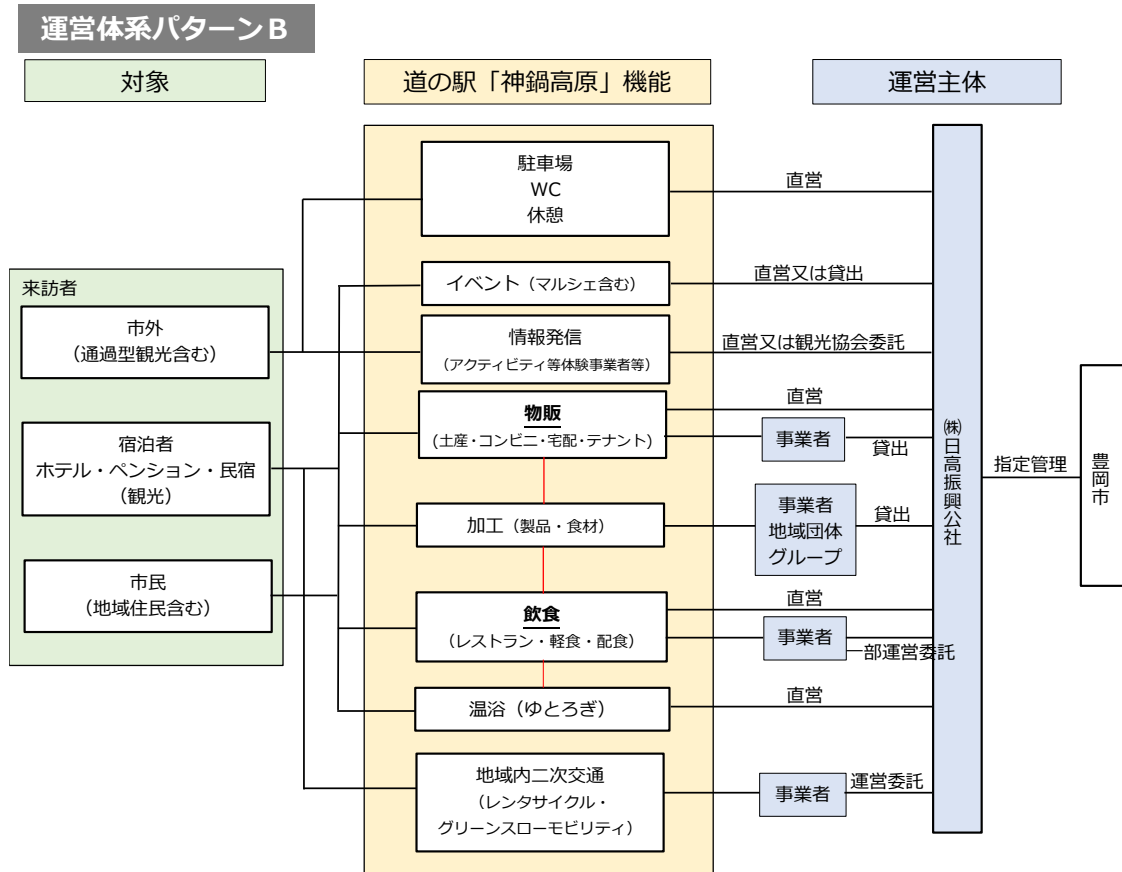 運営体系パターンB
対象
道の駅「神鍋高原」機能
運営主体
来訪者
市外
(通過型観光含む)
宿泊者
ホテル・ペンション・民宿
(観光)
市民
(地域住民含む)
駐車場
WC
休憩
イベント(マルシェ含む)
情報発信
(アクティビティ等体験事業者等)
物販
(土産・コンビニ・宅配・テナント)
加工(製品・食材)
飲食
(レストラン・軽食・配食)
温浴(ゆとろぎ)
地域内二次交通
(レンタサイクル・
グリーンスローモビリティ)
直営
直営又は貸出
直営又は観光協会委託
直営
事業者
貸出
事業者
地域団体
グループ
貸出
直営
事業者
一部運営委託
直営
事業者
運営委託
㈱日高振興公社
指定管理
豊岡市